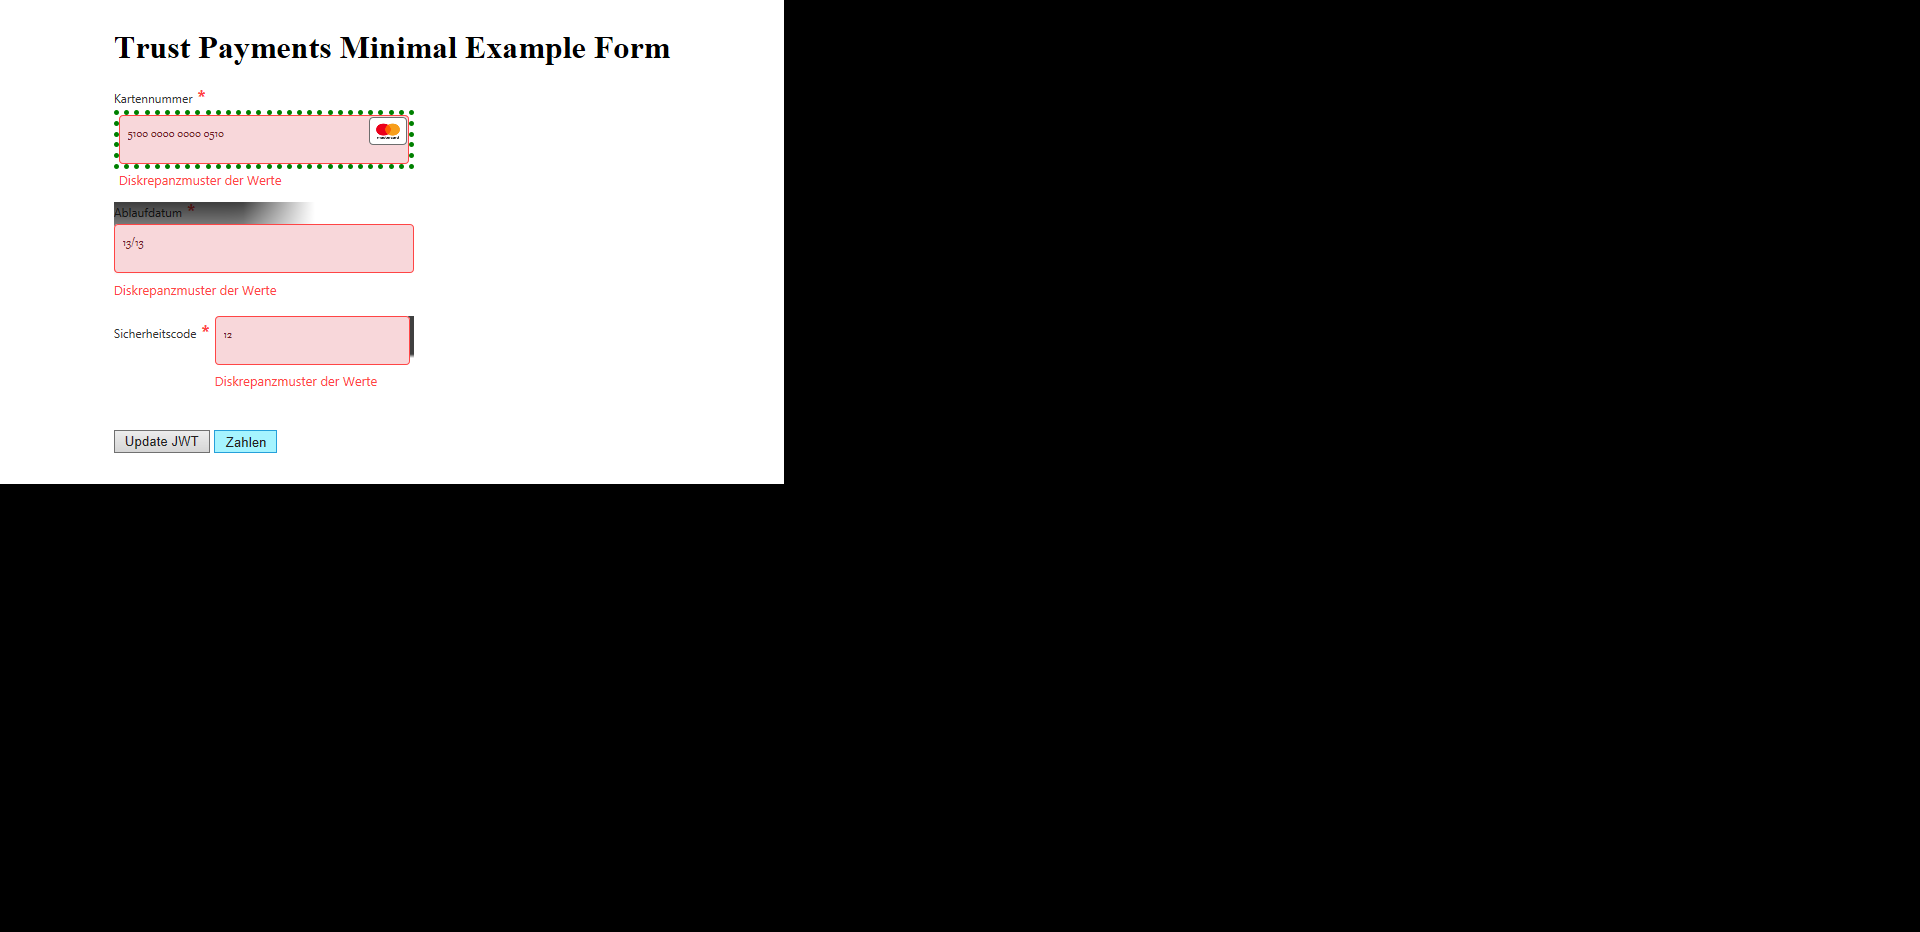 Trust Payments Minimal Example Form
Kartennummer *
5100 0000 0000 0510
Diskrepanzmuster der Werte
Ablaufdatum *
13/13
Diskrepanzmuster der Werte
Sicherheitscode * 12
Diskrepanzmuster der Werte
Update JWT Zahlen